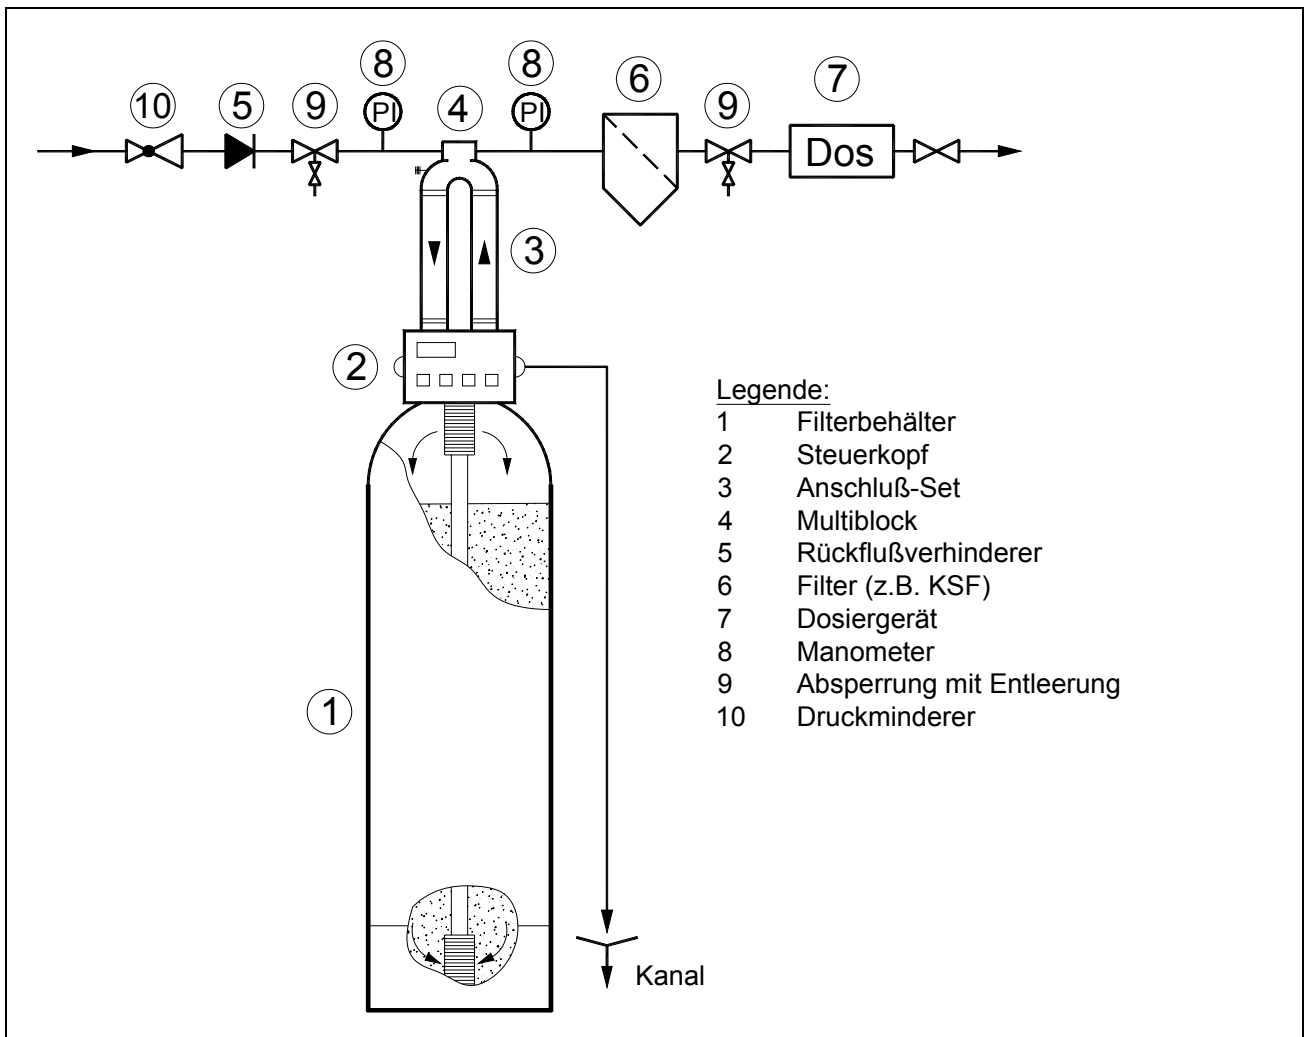 8
8
6
7
10
5
9
4
9
PI
PI
Dos
3
2
Legende:
1 Filterbehälter
2 Steuerkopf
3 Anschluß-Set
4 Multiblock
5 Rückflußverhinderer
6 Filter (z.B. KSF)
7 Dosiergerät
8 Manometer
9 Absperrung mit Entleerung
10 Druckminderer
1
Kanal